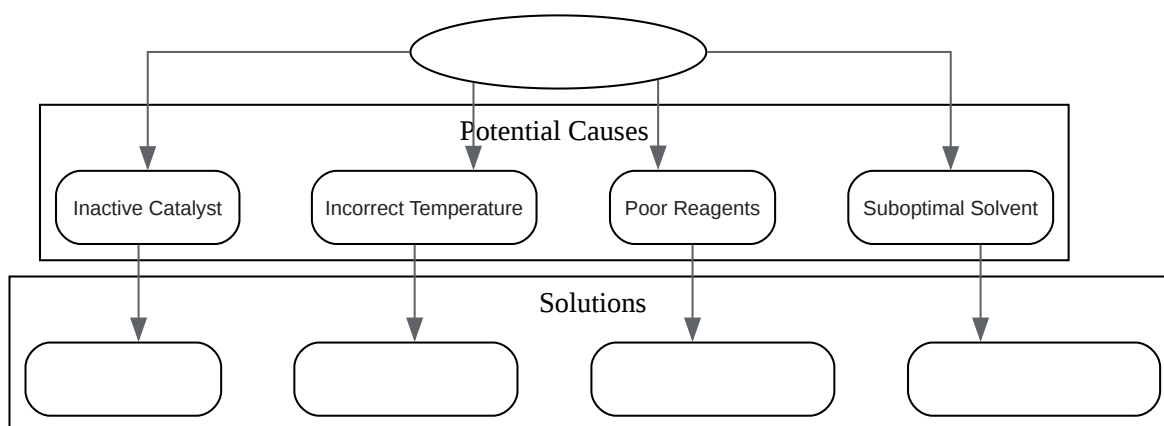 Potential Causes
Inactive Catalyst
Incorrect Temperature
Poor Reagents
Suboptimal Solvent
Solutions